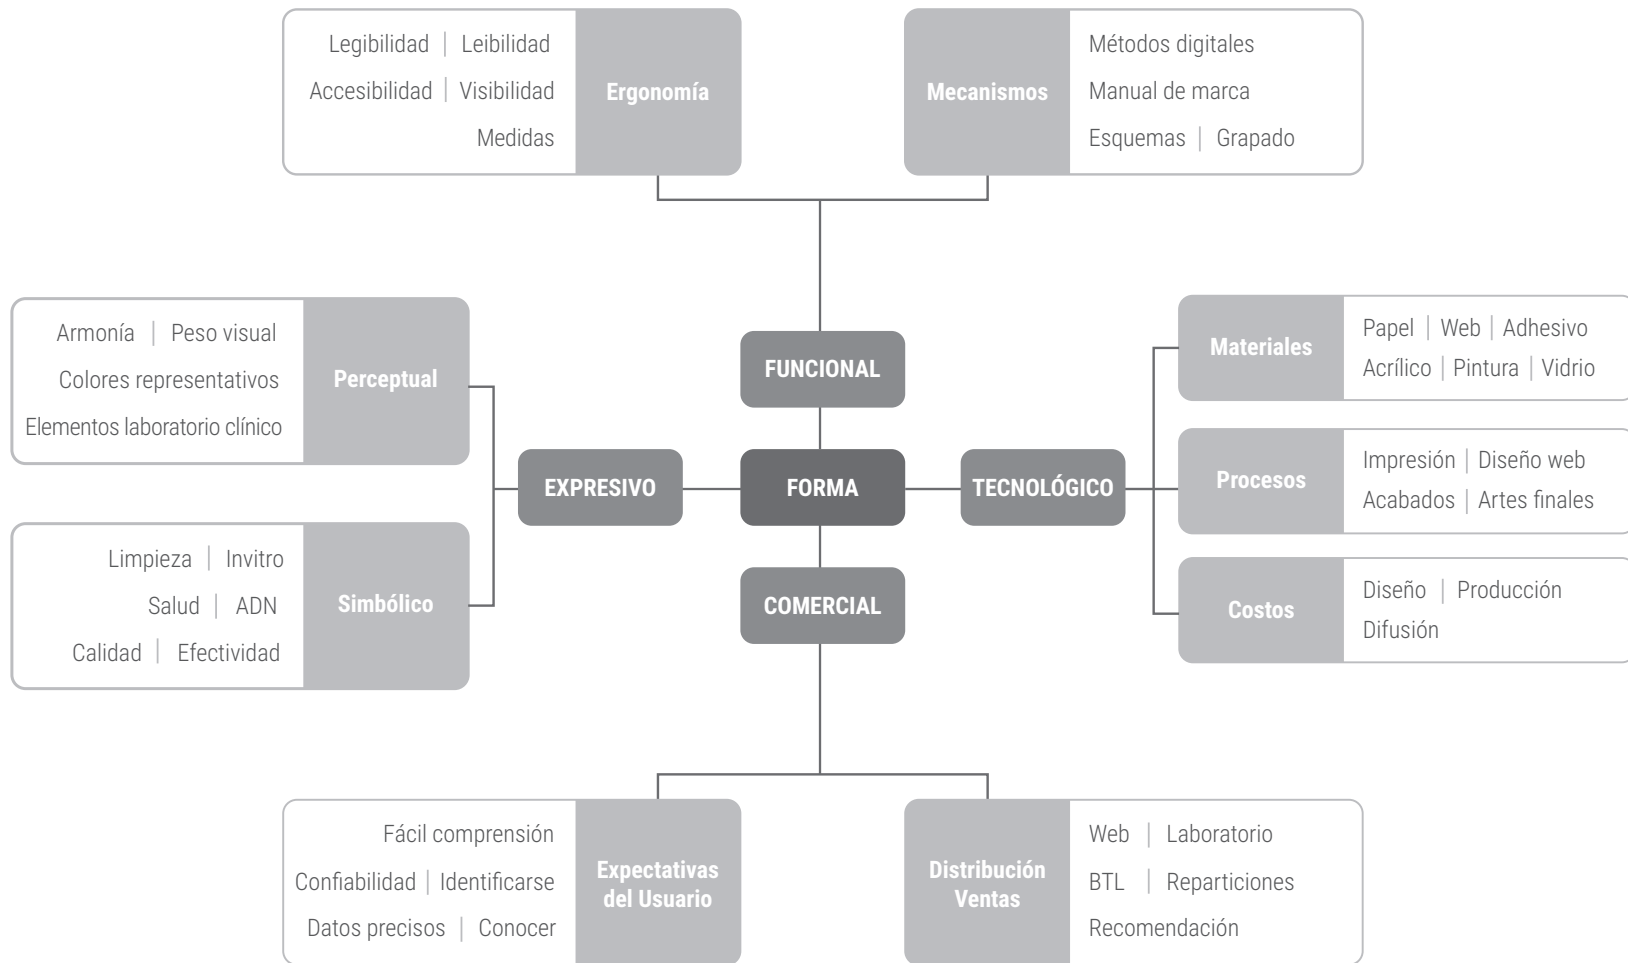 Legibilidad | Leibilidad
Accesibilidad | Visibilidad
Medidas
Ergonomía
Mecanismos
Métodos digitales
Manual de marca
Esquemas | Grapado
Armonía | Peso visual
Colores representativos
Elementos laboratorio clínico
Perceptual
Limpieza | Invitro
Salud | ADN
Calidad | Efectividad
Simbólico
EXPRESIVO
FUNCIONAL
FORMA
COMERCIAL
TECNOLÓGICO
Materiales
Papel | Web | Adhesivo
Acrílico | Pintura | Vidrio
Procesos
Impresión | Diseño web
Acabados | Artes finales
Costos
Diseño | Producción
Difusión
Fácil comprensión
Confiabilidad | Identificarse
Datos precisos | Conocer
Expectativas
del Usuario
Distribución
Ventas
Web | Laboratorio
BTL | Reparticiones
Recomendación